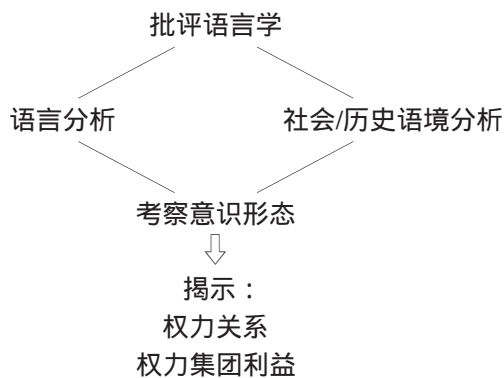 批评语言学
语言分析
社会/历史语境分析
考察意识形态
揭示：
权力关系
权力集团利益